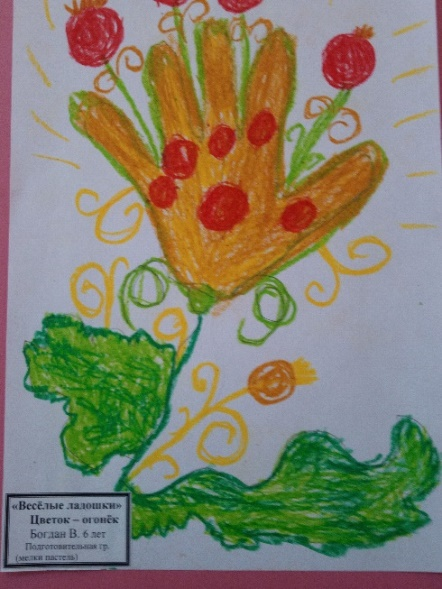 «Весёлые ладошки»
Цветок – огонёк
Богдан В. 6 лет
Подготовительная гр.
(мелки пастель)